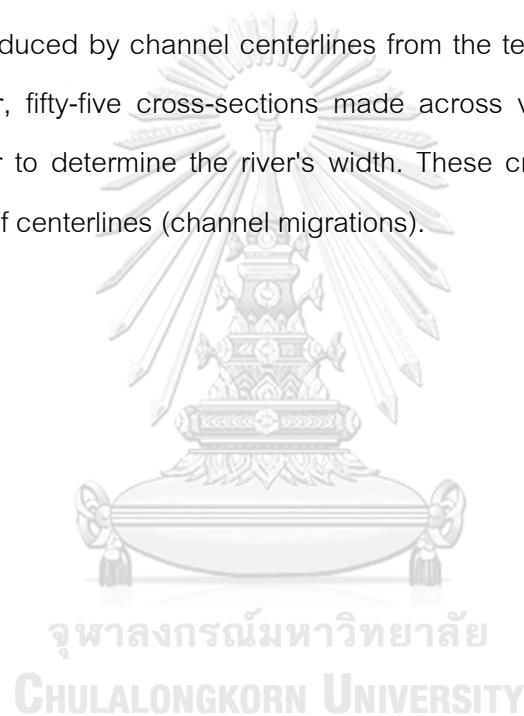 duced by channel centerlines from the te
, fifty-five cross-sections made across v
r to determine the river's width. These cr
f centerlines (channel migrations).
จุฬาลงกรณ์มหาวิทยาลัย
CHULALONGKORN UNIVERSITY